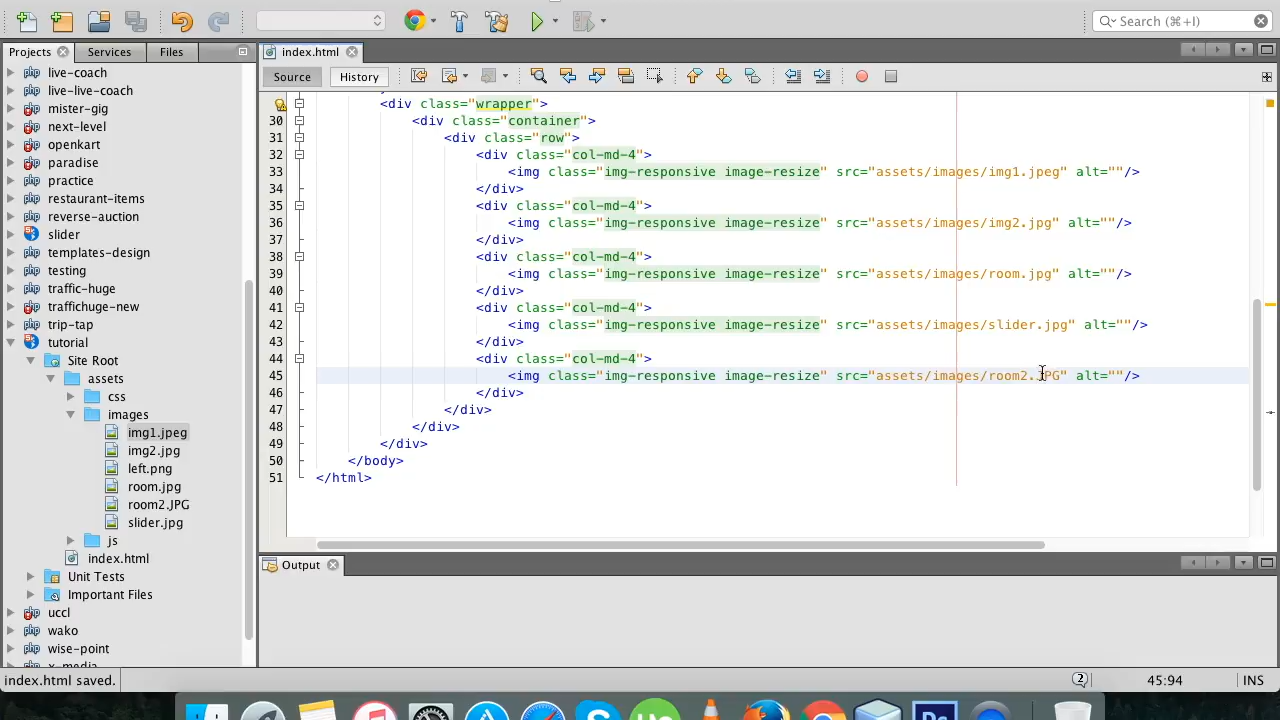 Search (⌘+I)
Projects Services Files
index.html
Source History
live-coach
live-live-coach
mister-gig
next-level
openkart
paradise
practice
restaurant-items
reverse-auction
slider
templates-design
testing
traffic-huge
traffichuge-new
trip-tap
tutorial
Site Root
assets
css
images
img1.jpeg
img2.jpg
left.png
room.jpg
room2.JPG
slider.jpg
js
index.html
Unit Tests
Important Files
uccl
wako
wise-point
x-media
<div class="wrapper">
30 <div class="container">
31 <div class="row">
32 <div class="col-md-4">
33 <img class="img-responsive image-resize" src="assets/images/img1.jpeg" alt=""/>
34 </div>
35 <div class="col-md-4">
36 <img class="img-responsive image-resize" src="assets/images/img2.jpg" alt=""/>
37 </div>
38 <div class="col-md-4">
39 <img class="img-responsive image-resize" src="assets/images/room.jpg" alt=""/>
40 </div>
41 <div class="col-md-4">
42 <img class="img-responsive image-resize" src="assets/images/slider.jpg" alt=""/>
43 </div>
44 <div class="col-md-4">
45 <img class="img-responsive image-resize" src="assets/images/room2.JPG" alt=""/>
46 </div>
47 </div>
48 </div>
49 </div>
50 </body>
51 </html>
Output
index.html saved.
2 45:94 INS
Ps